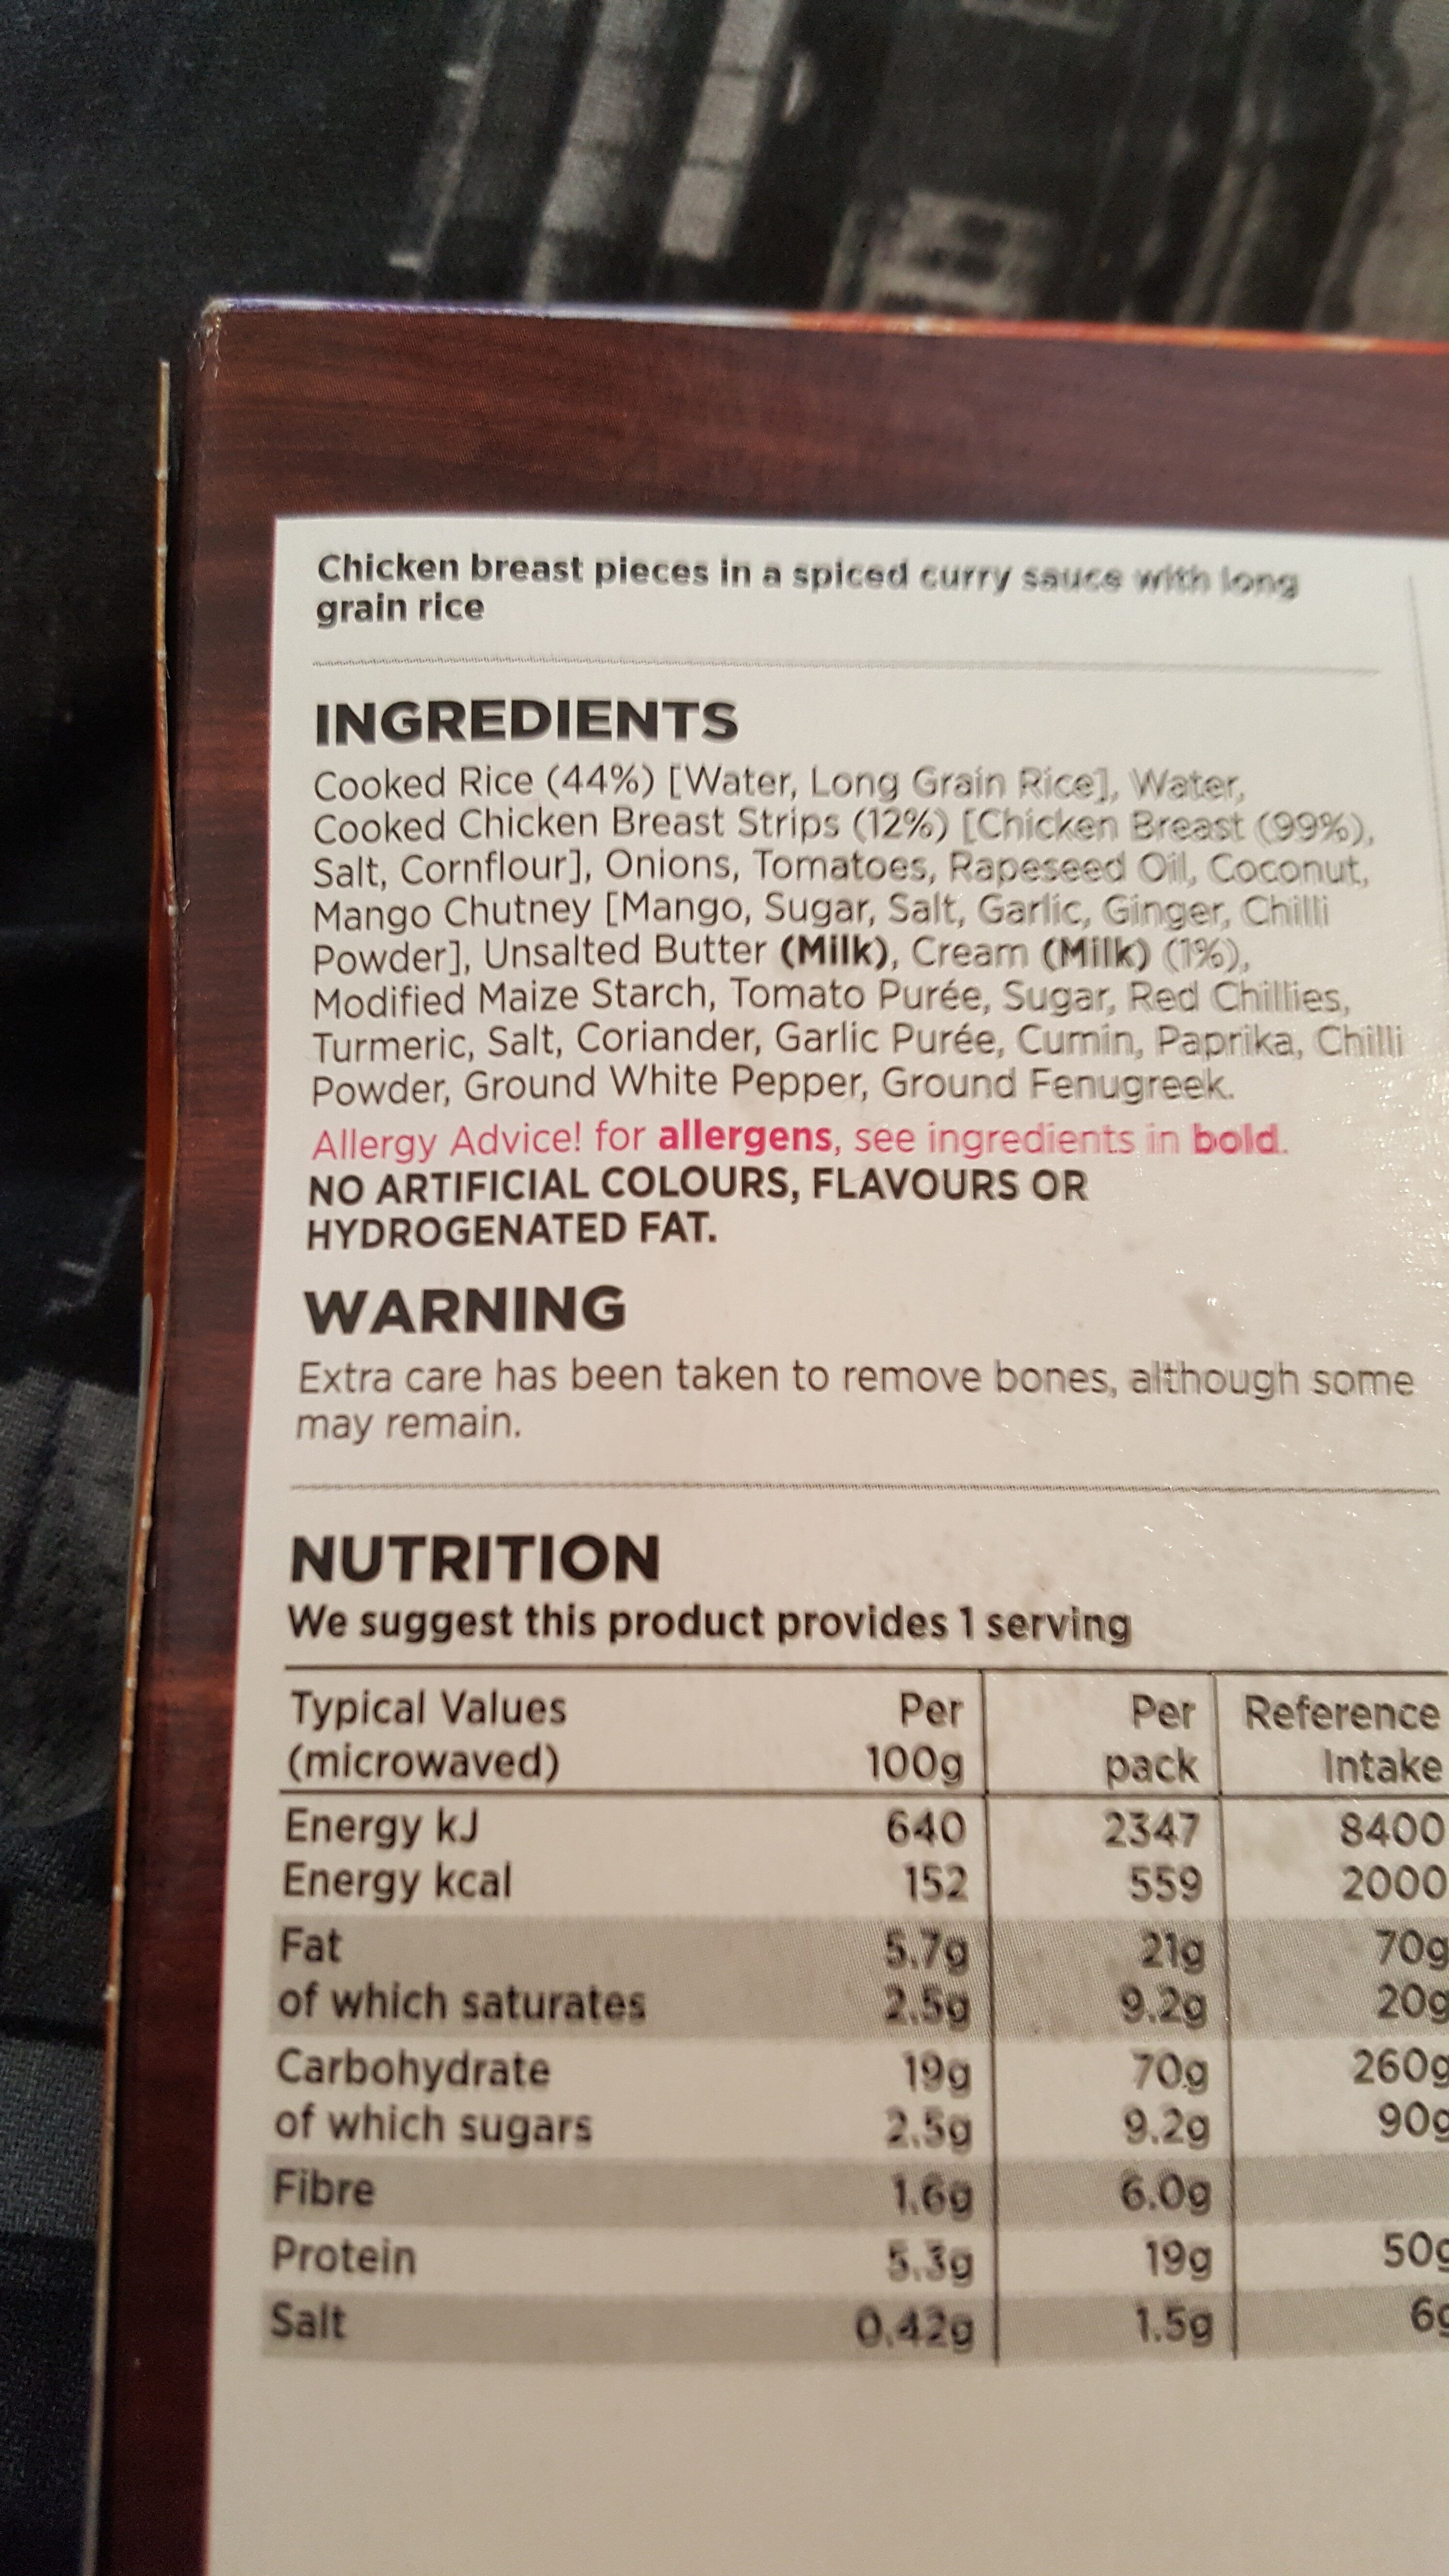 Chicken breast pieces in a spiced curry sauce with long
grain rice
INGREDIENTS
Cooked Rice (44%) [Water, Long Grain Rice], Water,
Cooked Chicken Breast Strips (12%) [Chicken Breast (99%),
Salt, Cornflour], Onions, Tomatoes, Rapeseed Oil, Coconut,
Mango Chutney [Mango, Sugar, Salt, Garlic, Ginger, Chilli
Powder], Unsalted Butter (Milk), Cream (Milk) (1%),
Modified Maize Starch, Tomato Purée, Sugar, Red Chillies,
Turmeric, Salt, Coriander, Garlic Purée, Cumin, Paprika, Chilli
Powder, Ground White Pepper, Ground Fenugreek.
Allergy Advice! for allergens, see ingredients in bold.
NO ARTIFICIAL COLOURS, FLAVOURS OR
HYDROGENATED FAT.
WARNING
Extra care has been taken to remove bones, although some
may remain.
NUTRITION
We suggest this product provides 1 serving
Typical Values Per Per Reference
(microwaved) 100g pack Intake
Energy kJ 640 2347 8400
Energy kcal 152 559 2000
Fat 5.7g 21g 70g
of which saturates 2.5g 9.2g 20g
Carbohydrate 19g 70g 260g
of which sugars 2.5g 9.2g 90g
Fibre 1.6g 6.0g
Protein 5.3g 19g 50g
Salt 0.42g 1.5g 6g